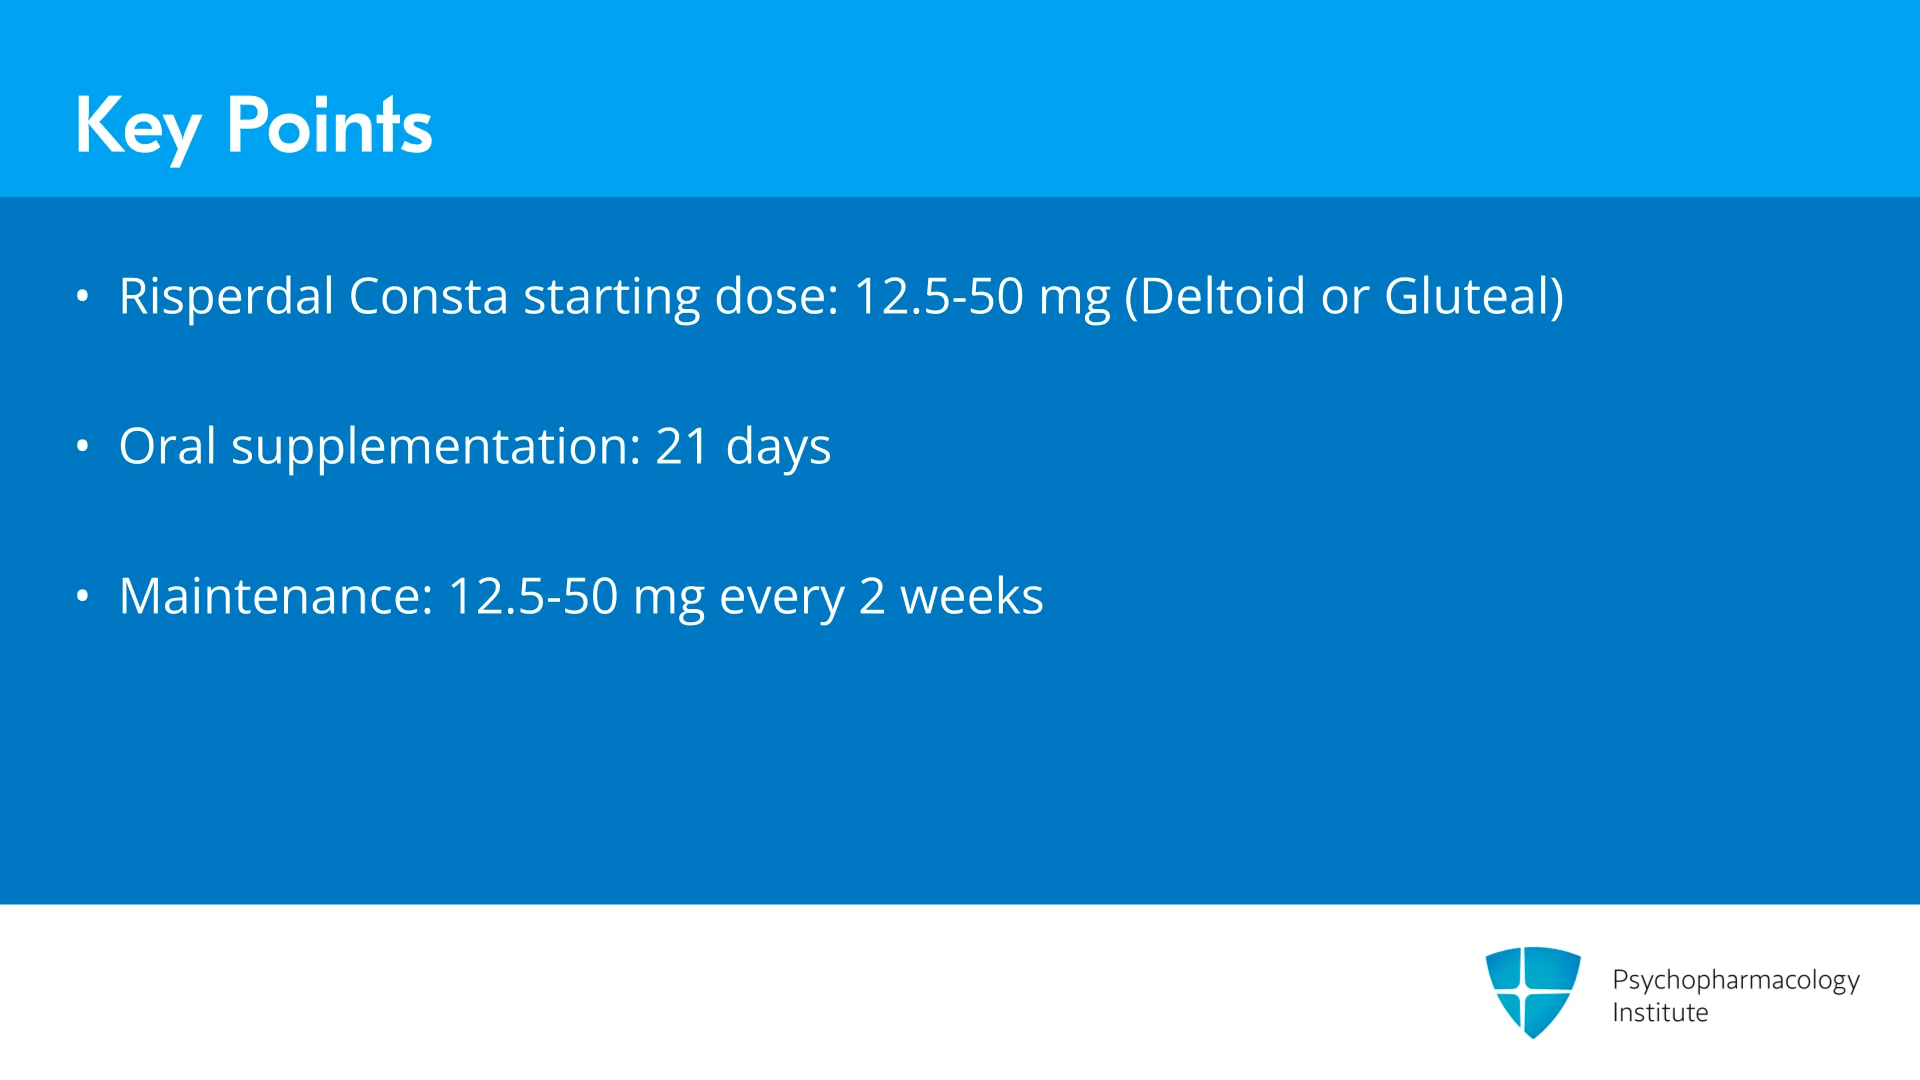 Key Points
• Risperdal Consta starting dose: 12.5-50 mg (Deltoid or Gluteal)
• Oral supplementation: 21 days
• Maintenance: 12.5-50 mg every 2 weeks
Psychopharmacology
Institute